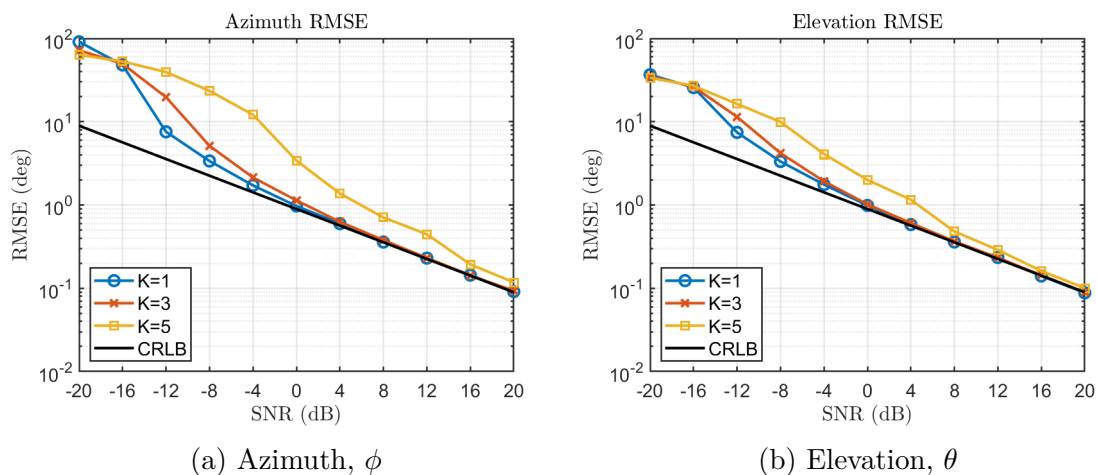 Azimuth RMSE
10^2
10^1
10^0
10^-1
10^-2
RMSE (deg)
K=1
K=3
K=5
CRLB
-20 -16 -12 -8 -4 0 4 8 12 16 20
SNR (dB)
(a) Azimuth, ϕ
Elevation RMSE
10^2
10^1
10^0
10^-1
10^-2
RMSE (deg)
K=1
K=3
K=5
CRLB
-20 -16 -12 -8 -4 0 4 8 12 16 20
SNR (dB)
(b) Elevation, θ